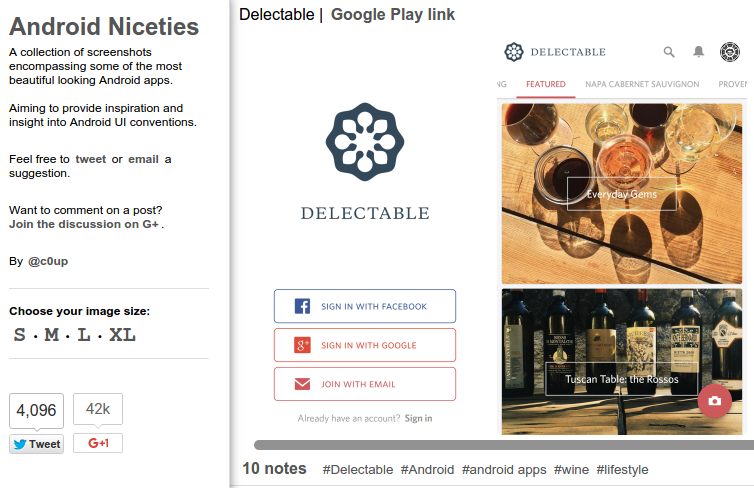 Android Niceties
A collection of screenshots
encompassing some of the most
beautiful looking Android apps.
Aiming to provide inspiration and
insight into Android UI conventions.
Feel free to tweet or email a
suggestion.
Want to comment on a post?
Join the discussion on G+.
By @c0up
Choose your image size:
S · M · L · XL
4,096
42k
Tweet
G+1
Delectable | Google Play link
DELECTABLE
SIGN IN WITH FACEBOOK
SIGN IN WITH GOOGLE
JOIN WITH EMAIL
Already have an account? Sign in
DELECTABLE
NG FEATURED NAPA CABERNET SAUVIGNON PROVEN
Everyday Gems
Tuscan Table: the Rossos
10 notes #Delectable #Android #android apps #wine #lifestyle